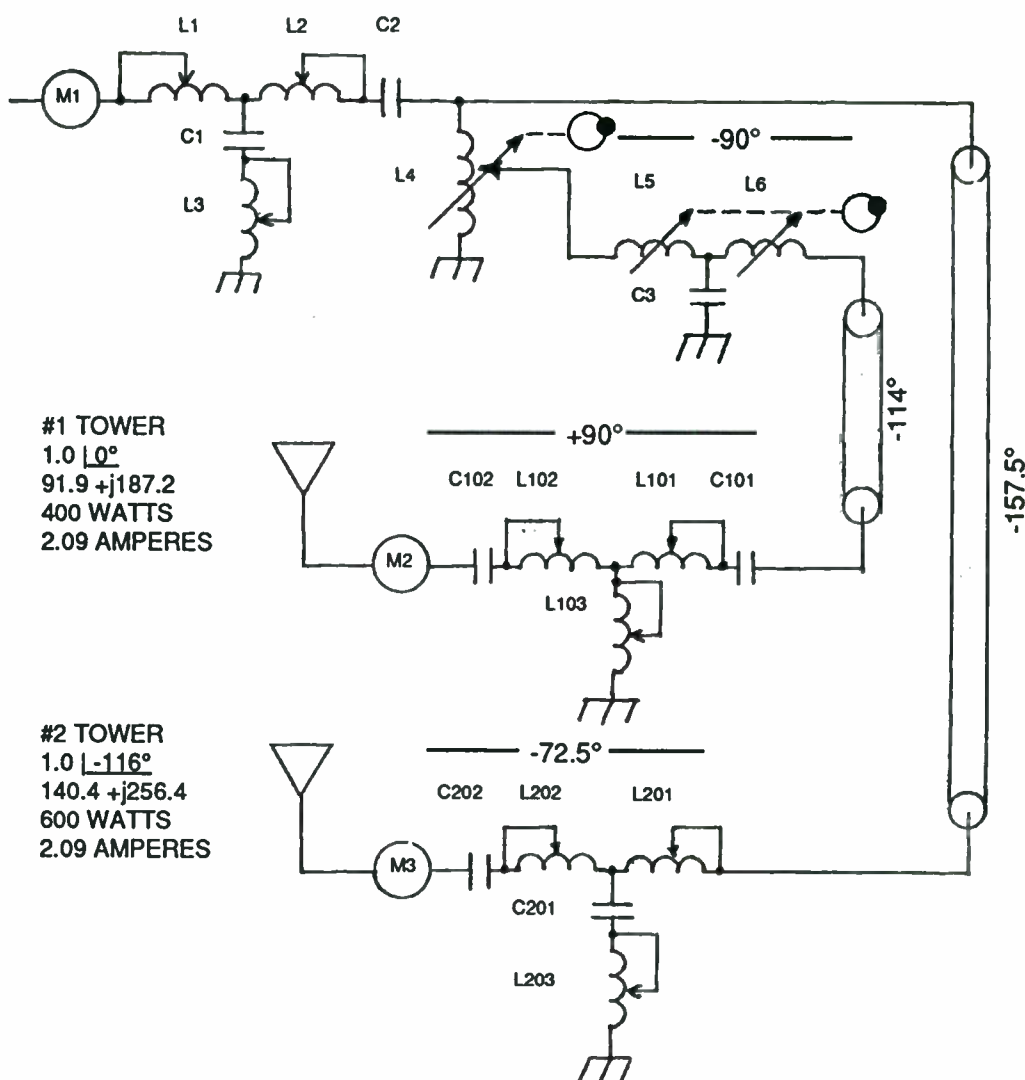 L1
L2
C2
M1
C1
-90°
L4
L5
L6
L3
C3
-114°
#1 TOWER
1.0 |0°
91.9 +j187.2
400 WATTS
2.09 AMPERES
+90°
C102
L102
L101
C101
-157.5°
M2
L103
#2 TOWER
1.0 |-116°
140.4 +j256.4
600 WATTS
2.09 AMPERES
-72.5°
C202
L202
L201
M3
C201
L203